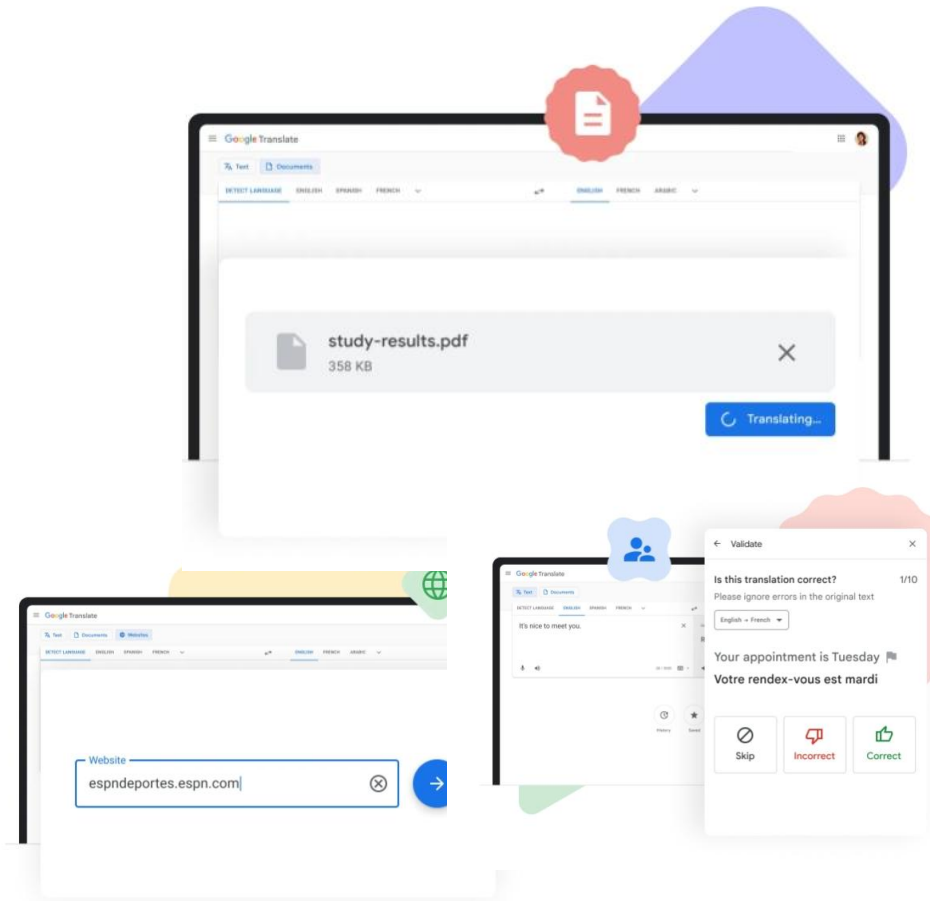 Google Translate
Text Documents
DETECT LANGUAGE ENGLISH SPANISH FRENCH ENGLISH FRENCH ARABIC
study-results.pdf
358 KB
Translating...
Google Translate
Text Documents Websites
DETECT LANGUAGE ENGLISH SPANISH FRENCH ENGLISH FRENCH ARABIC
Website
espndeportes.espn.com
Google Translate
Text Documents
DETECT LANGUAGE ENGLISH SPANISH FRENCH
It's nice to meet you.
History Saved
Validate
Is this translation correct? 1/10
Please ignore errors in the original text
English → French
Your appointment is Tuesday
Votre rendez-vous est mardi
Skip Incorrect Correct